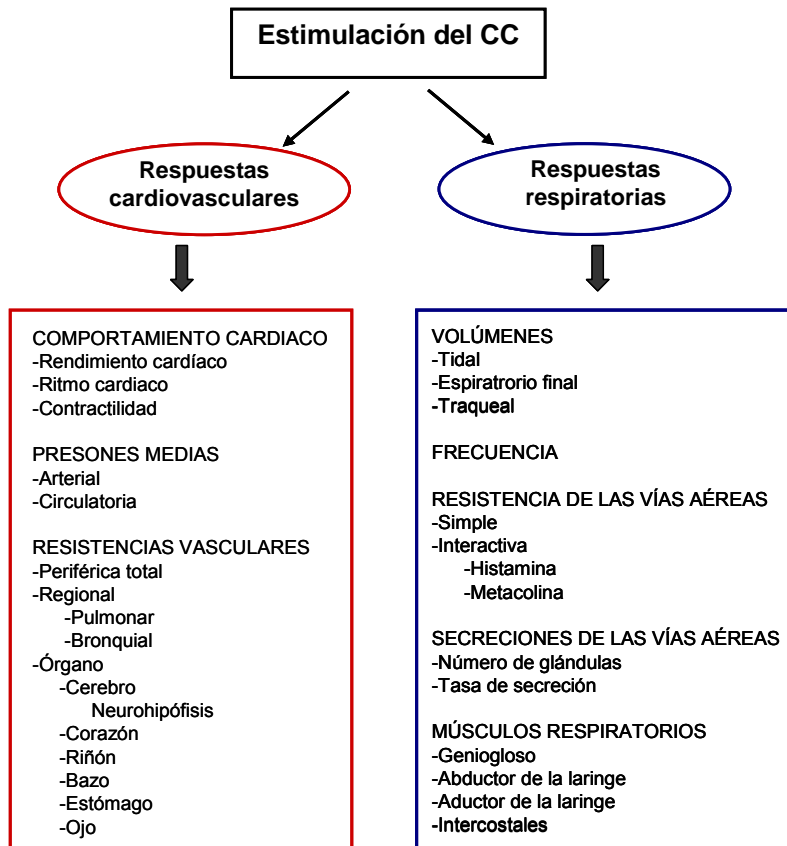 Estimulación del CC
Respuestas
cardiovasculares
Respuestas
respiratorias
COMPORTAMIENTO CARDIACO
-Rendimiento cardíaco
-Ritmo cardiaco
-Contractilidad
PRESONES MEDIAS
-Arterial
-Circulatoria
RESISTENCIAS VASCULARES
-Periférica total
-Regional
-Pulmonar
-Bronquial
-Órgano
-Cerebro
Neurohipófisis
-Corazón
-Riñón
-Bazo
-Estómago
-Ojo
VOLÚMENES
-Tidal
-Espiratrorio final
-Traqueal
FRECUENCIA
RESISTENCIA DE LAS VÍAS AÉREAS
-Simple
-Interactiva
-Histamina
-Metacolina
SECRECIONES DE LAS VÍAS AÉREAS
-Número de glándulas
-Tasa de secreción
MÚSCULOS RESPIRATORIOS
-Geniogloso
-Abductor de la laringe
-Aductor de la laringe
-Intercostales